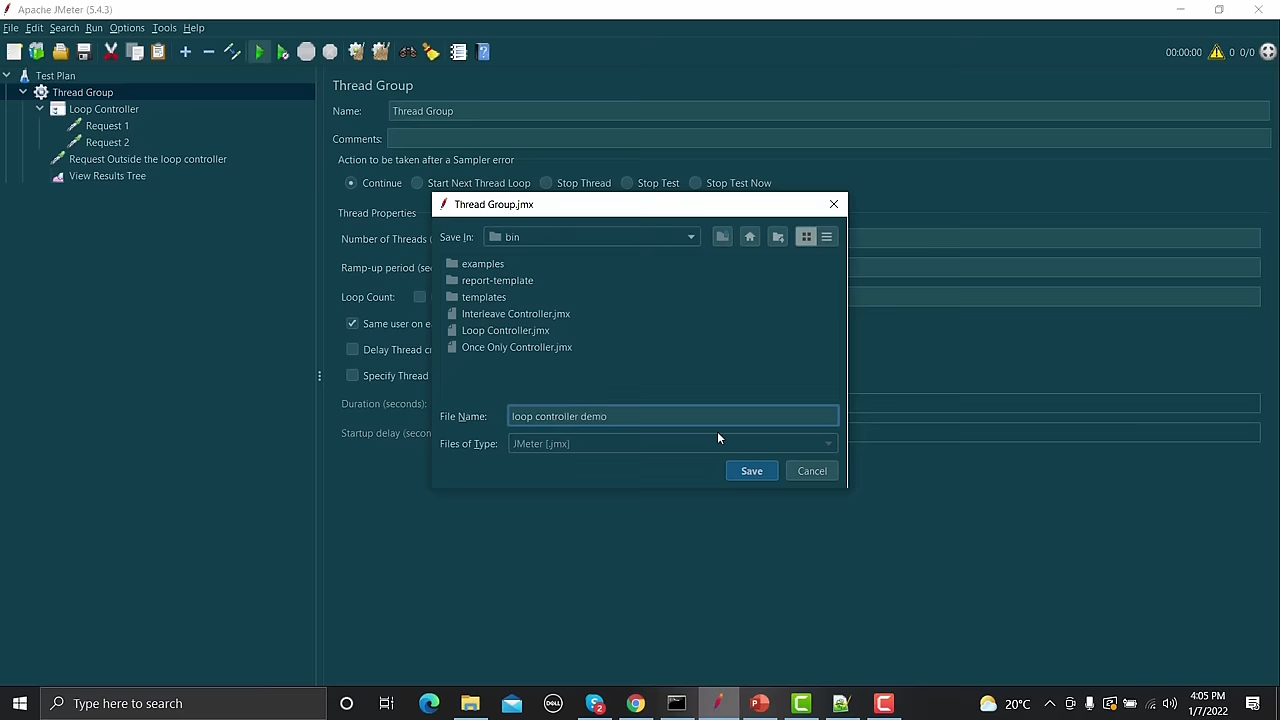 Apache JMeter (5.4.3)
File Edit Search Run Options Tools Help
00:00:00 0 0/0
Test Plan
Thread Group
Loop Controller
Request 1
Request 2
Request Outside the loop controller
View Results Tree
Thread Group
Name: Thread Group
Comments:
Action to be taken after a Sampler error
Continue Start Next Thread Loop Stop Thread Stop Test Stop Test Now
Thread Properties
Number of Threads (
Ramp-up period (sec
Loop Count:
Same user on e
Delay Thread cr
Specify Thread
Duration (seconds):
Startup delay (secon
Thread Group.jmx
Save In: bin
examples
report-template
templates
Interleave Controller.jmx
Loop Controller.jmx
Once Only Controller.jmx
File Name: loop controller demo
Files of Type: JMeter [.jmx]
Save Cancel
Type here to search
DELL
20°C
4:05 PM
1/7/2022